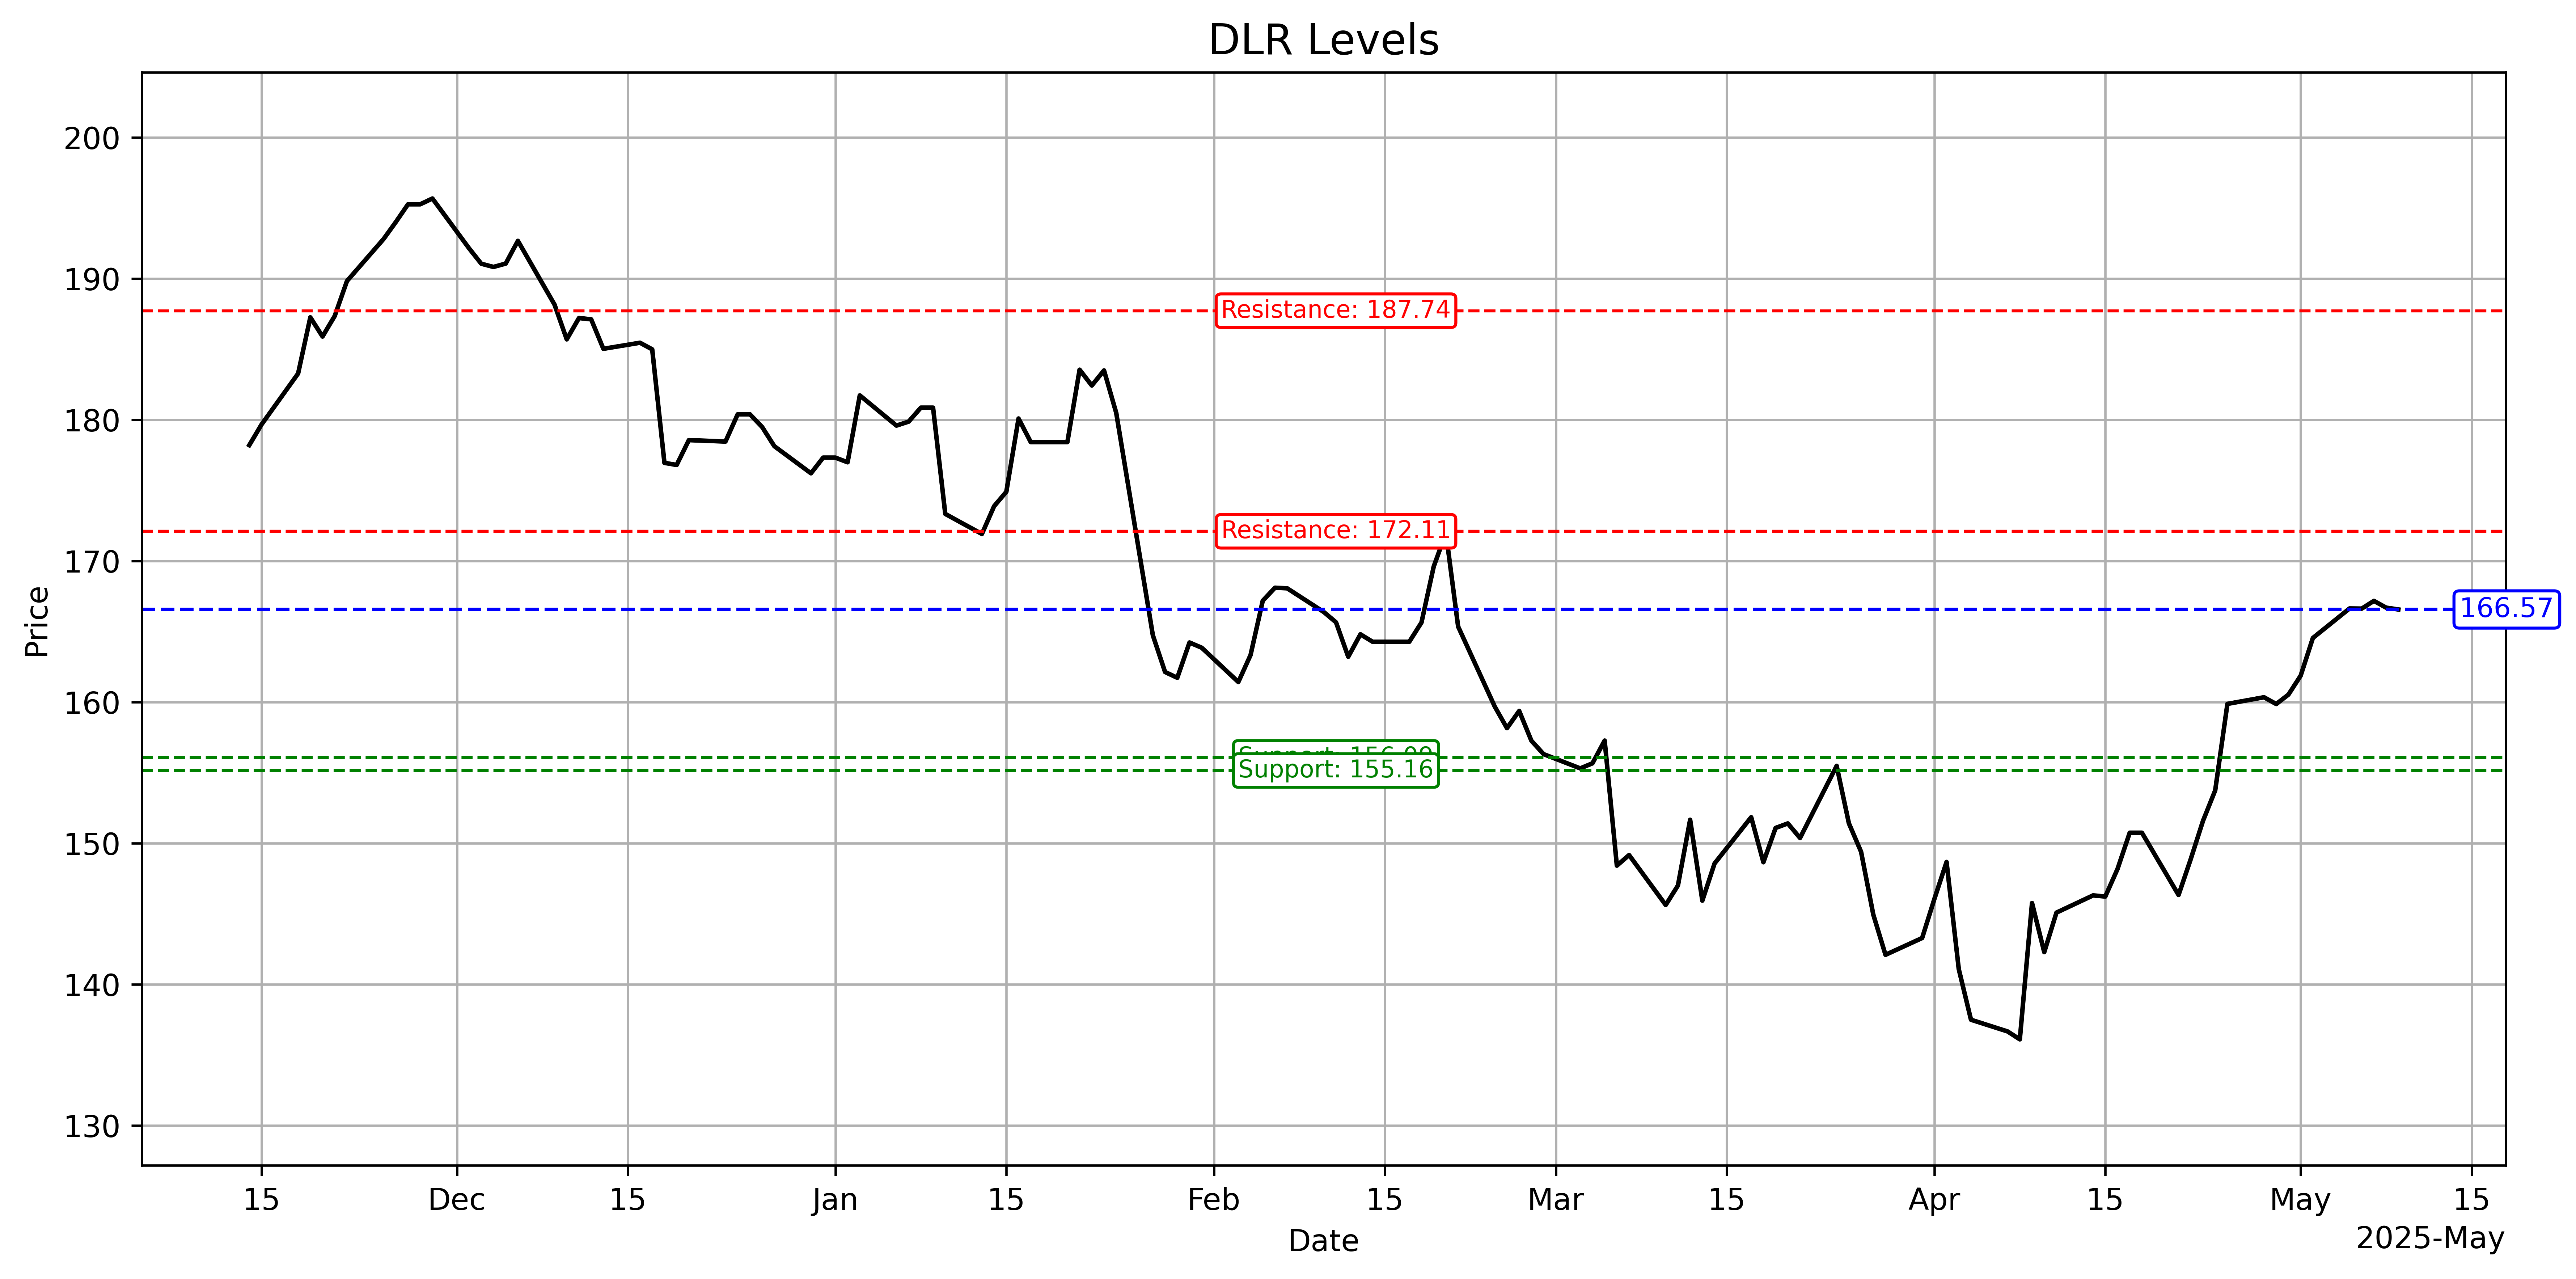 DLR Levels
200
190
180
170
160
150
140
130
Price
Resistance: 187.74
Resistance: 172.11
166.57
Support: 155.16
15
Dec
15
Jan
15
Feb
15
Mar
15
Apr
15
May
15
Date
2025-May